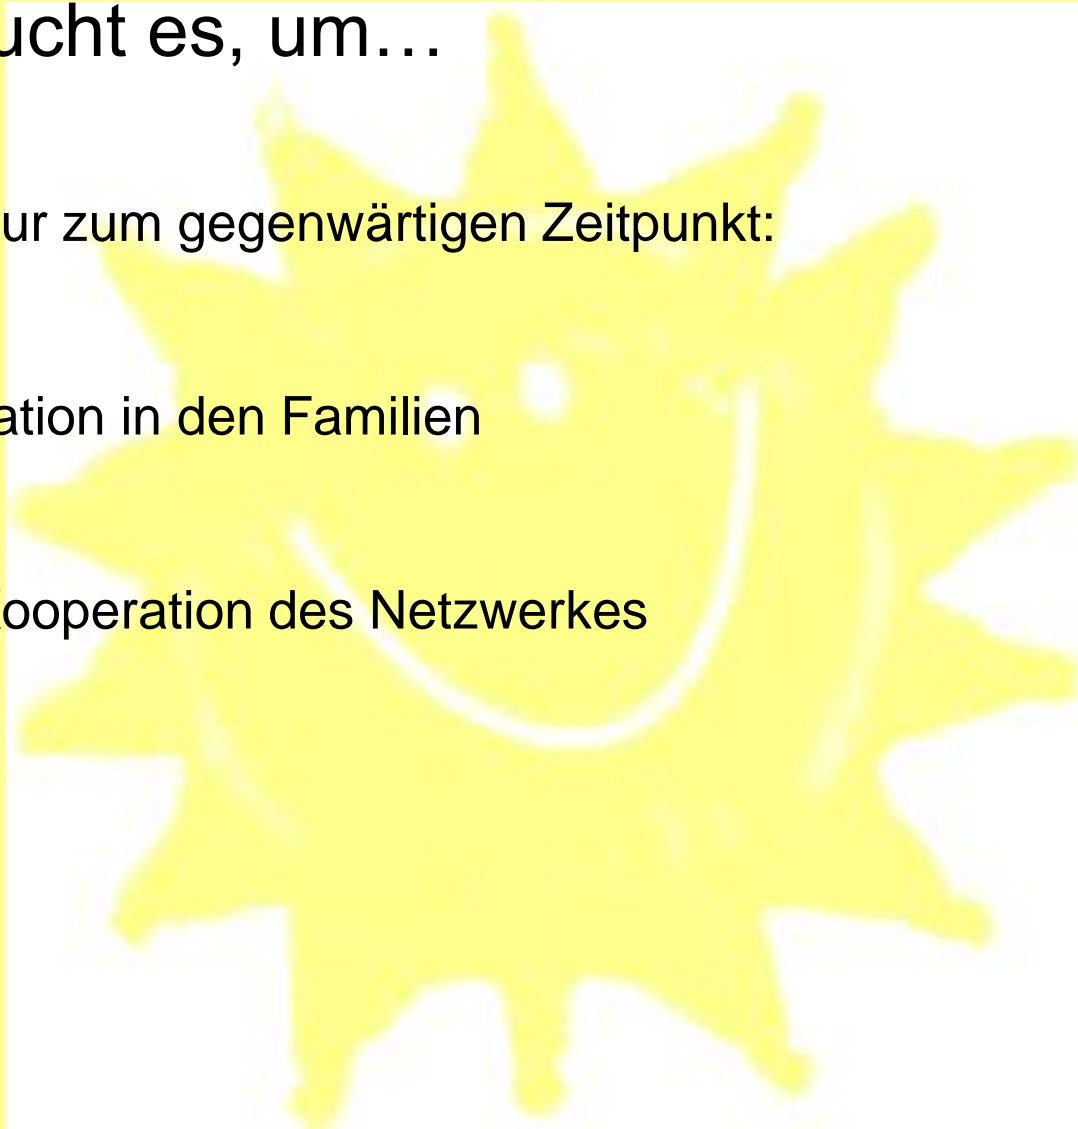 ucht es, um…
ur zum gegenwärtigen Zeitpunkt:
ation in den Familien
ooperation des Netzwerkes